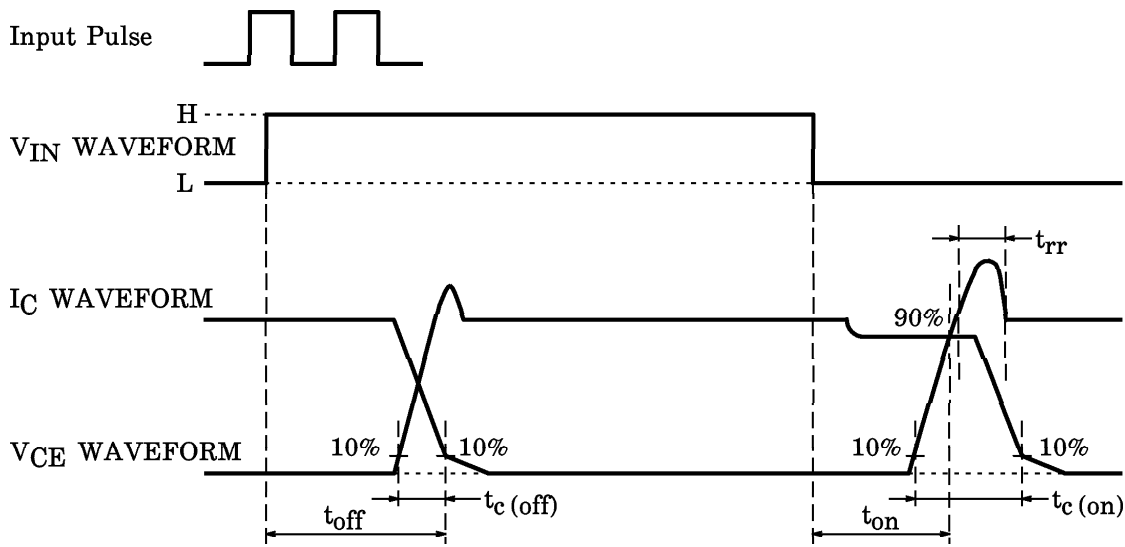 Input Pulse
H
VIN WAVEFORM
L
trr
IC WAVEFORM
90%
VCE WAVEFORM
10%
10%
10%
10%
tc (off)
tc (on)
toff
ton